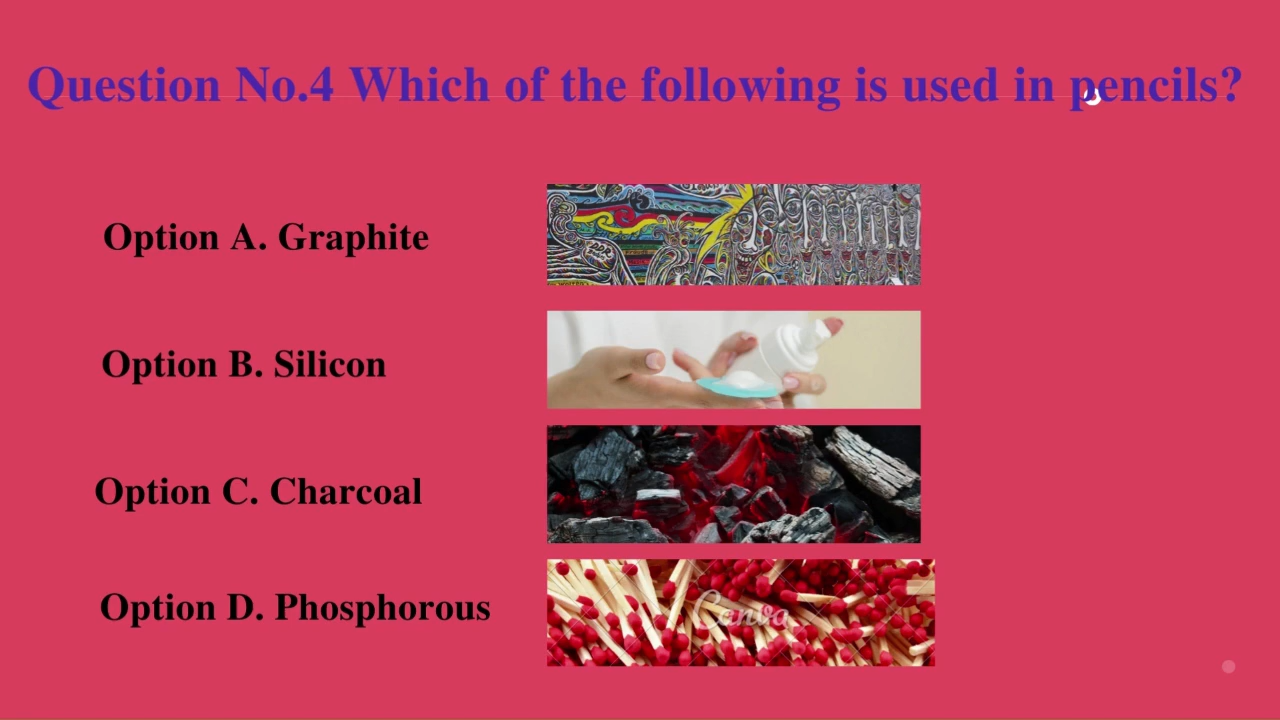 Question No.4 Which of the following is used in pencils?
Option A. Graphite
Option B. Silicon
Option C. Charcoal
Option D. Phosphorous
Canva